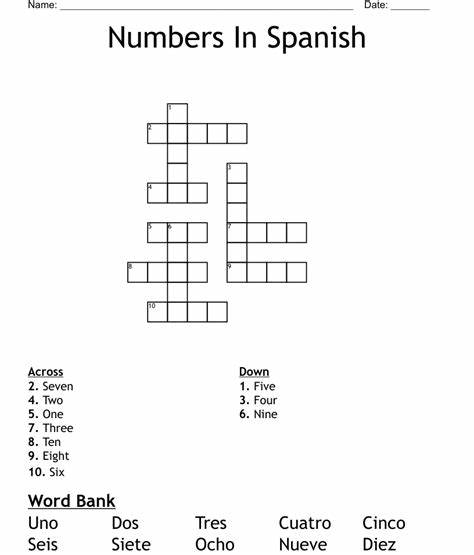 Name: ______ Date: ______
Numbers In Spanish
1
2
3
4
5 6 7
8 9
10
Across
2. Seven
4. Two
5. One
7. Three
8. Ten
9. Eight
10. Six
Down
1. Five
3. Four
6. Nine
Word Bank
Uno Dos Tres Cuatro Cinco
Seis Siete Ocho Nueve Diez